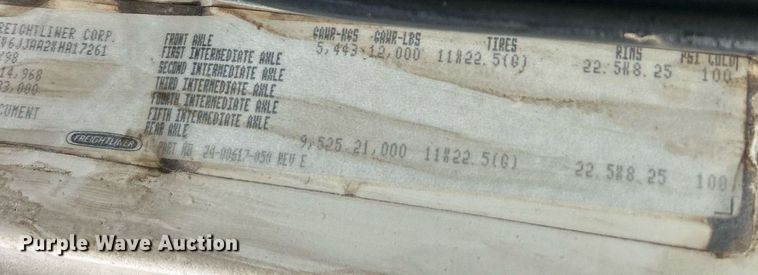 FREIGHTLINER CORP.
GAWR-KGS GAWR-LBS TIRES RIMS PSI COLD
FRONT AXLE 5,443 12,000 11X22.5(G) 22.5X8.25 100
FIRST INTERMEDIATE AXLE
SECOND INTERMEDIATE AXLE
THIRD INTERMEDIATE AXLE
FOURTH INTERMEDIATE AXLE
FIFTH INTERMEDIATE AXLE
REAR AXLE 9,525 21,000 11X22.5(G) 22.5X8.25 100
PART NO. 24-00617-050 REV E
/98
14,968
33,000
CUMENT
FREIGHTLINER
Purple Wave Auction